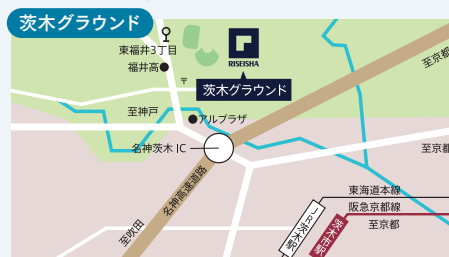 茨木グラウンド
東福井3丁目
福井高
〒
RISEISHA
茨木グラウンド
至京都
至神戸
アルプラザ
名神茨木IC
至京都
名神高速道路
至吹田
東海道本線
阪急京都線
至京都
JR茨木駅
茨木市駅